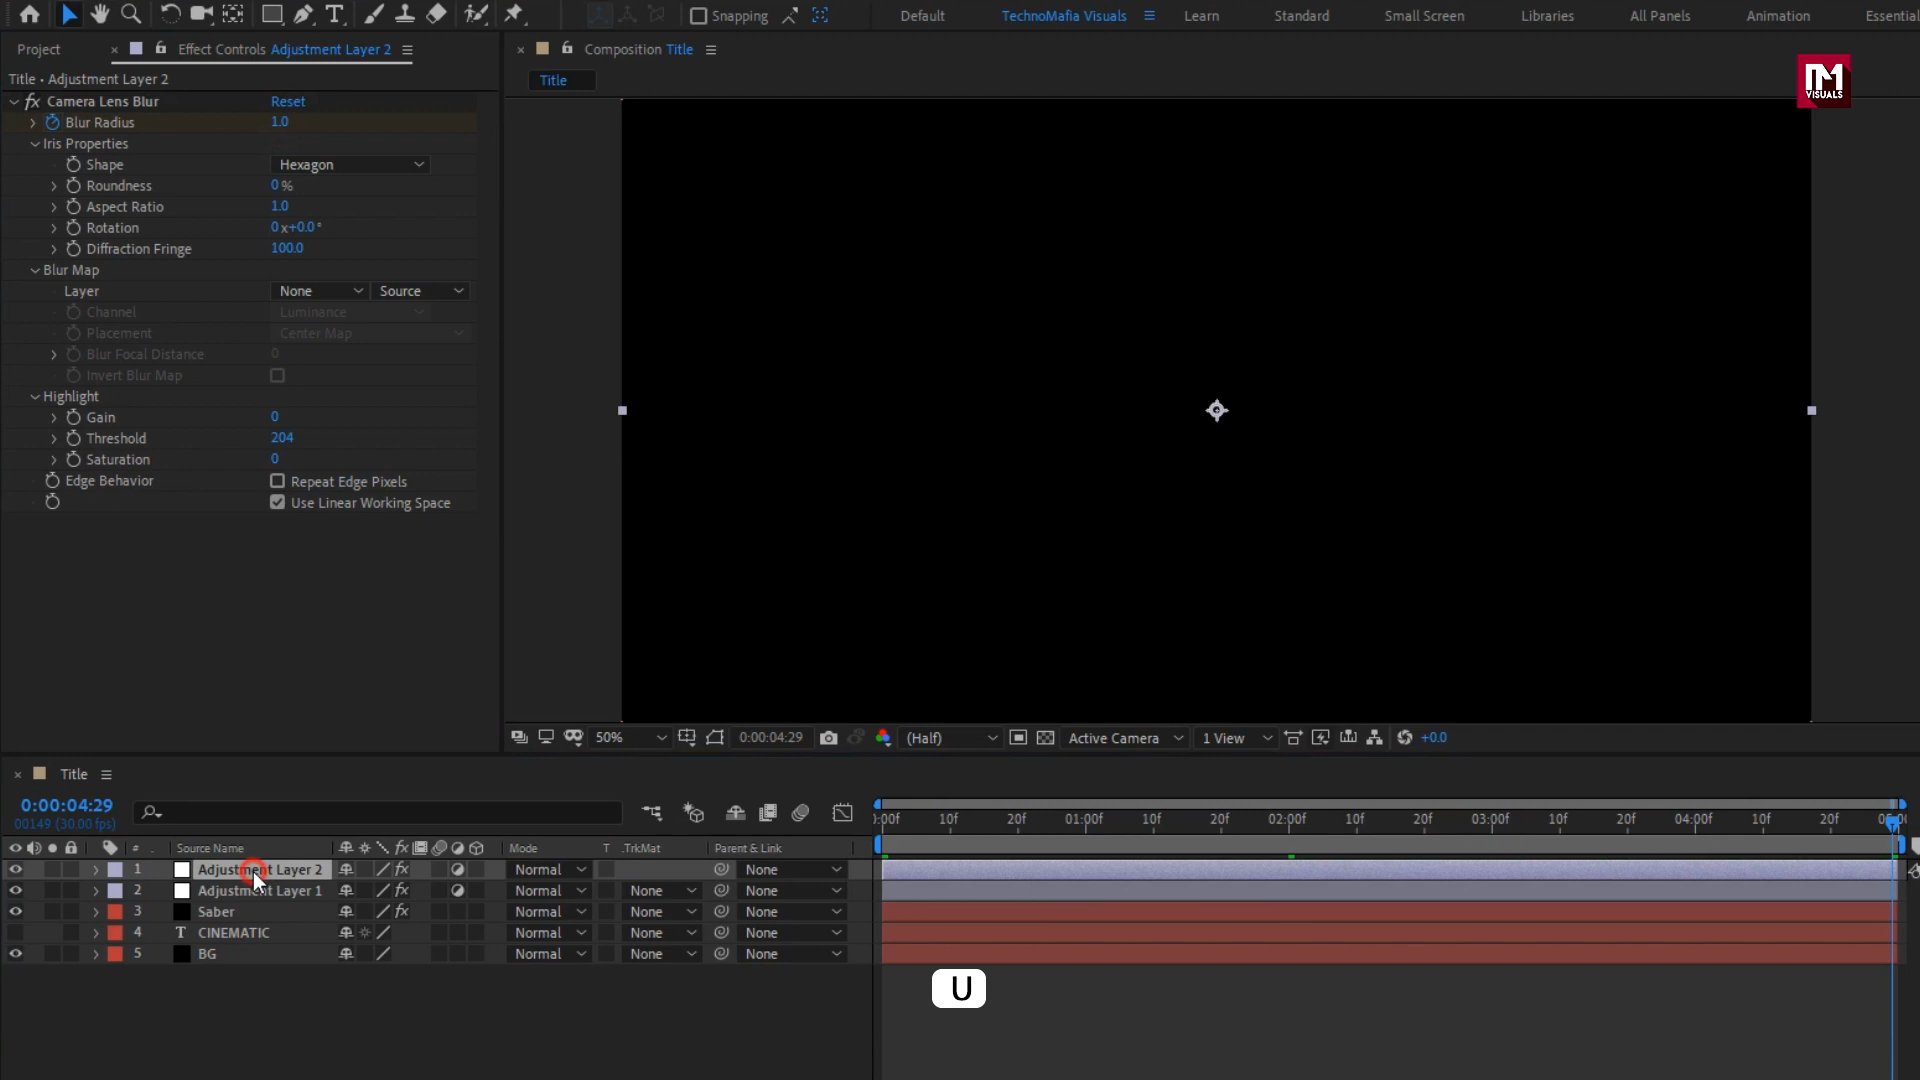 Snapping
Default
TechnoMafia Visuals
Learn
Standard
Small Screen
Libraries
All Panels
Animation
Essential
Project
Effect Controls Adjustment Layer 2
Composition Title
Title • Adjustment Layer 2
Title
VISUALS
fx Camera Lens Blur Reset
Blur Radius 1.0
Iris Properties
Shape Hexagon
Roundness 0 %
Aspect Ratio 1.0
Rotation 0 x+0.0 °
Diffraction Fringe 100.0
Blur Map
Layer None Source
Channel Luminance
Placement Center Map
Blur Focal Distance 0
Invert Blur Map
Highlight
Gain 0
Threshold 204
Saturation 0
Edge Behavior Repeat Edge Pixels
Use Linear Working Space
50% 0:00:04:29 (Half) Active Camera 1 View +0.0
Title
0:00:04:29
00149 (30.00 fps)
):00f 10f 20f 01:00f 10f 20f 02:00f 10f 20f 03:00f 10f 20f 04:00f 10f 20f
# Source Name fx Mode T .TrkMat Parent & Link
1 Adjustment Layer 2 fx Normal None
2 Adjustment Layer 1 fx Normal None None
3 Saber fx Normal None None
4 T CINEMATIC Normal None None
5 BG Normal None None
U